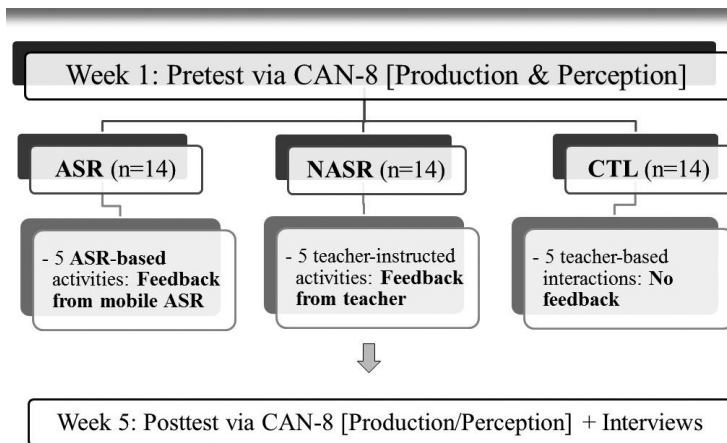 Week 1: Pretest via CAN-8 [Production & Perception]
ASR (n=14)
NASR (n=14)
CTL (n=14)
- 5 ASR-based
activities: Feedback
from mobile ASR
- 5 teacher-instructed
activities: Feedback
from teacher
- 5 teacher-based
interactions: No
feedback
Week 5: Posttest via CAN-8 [Production/Perception] + Interviews